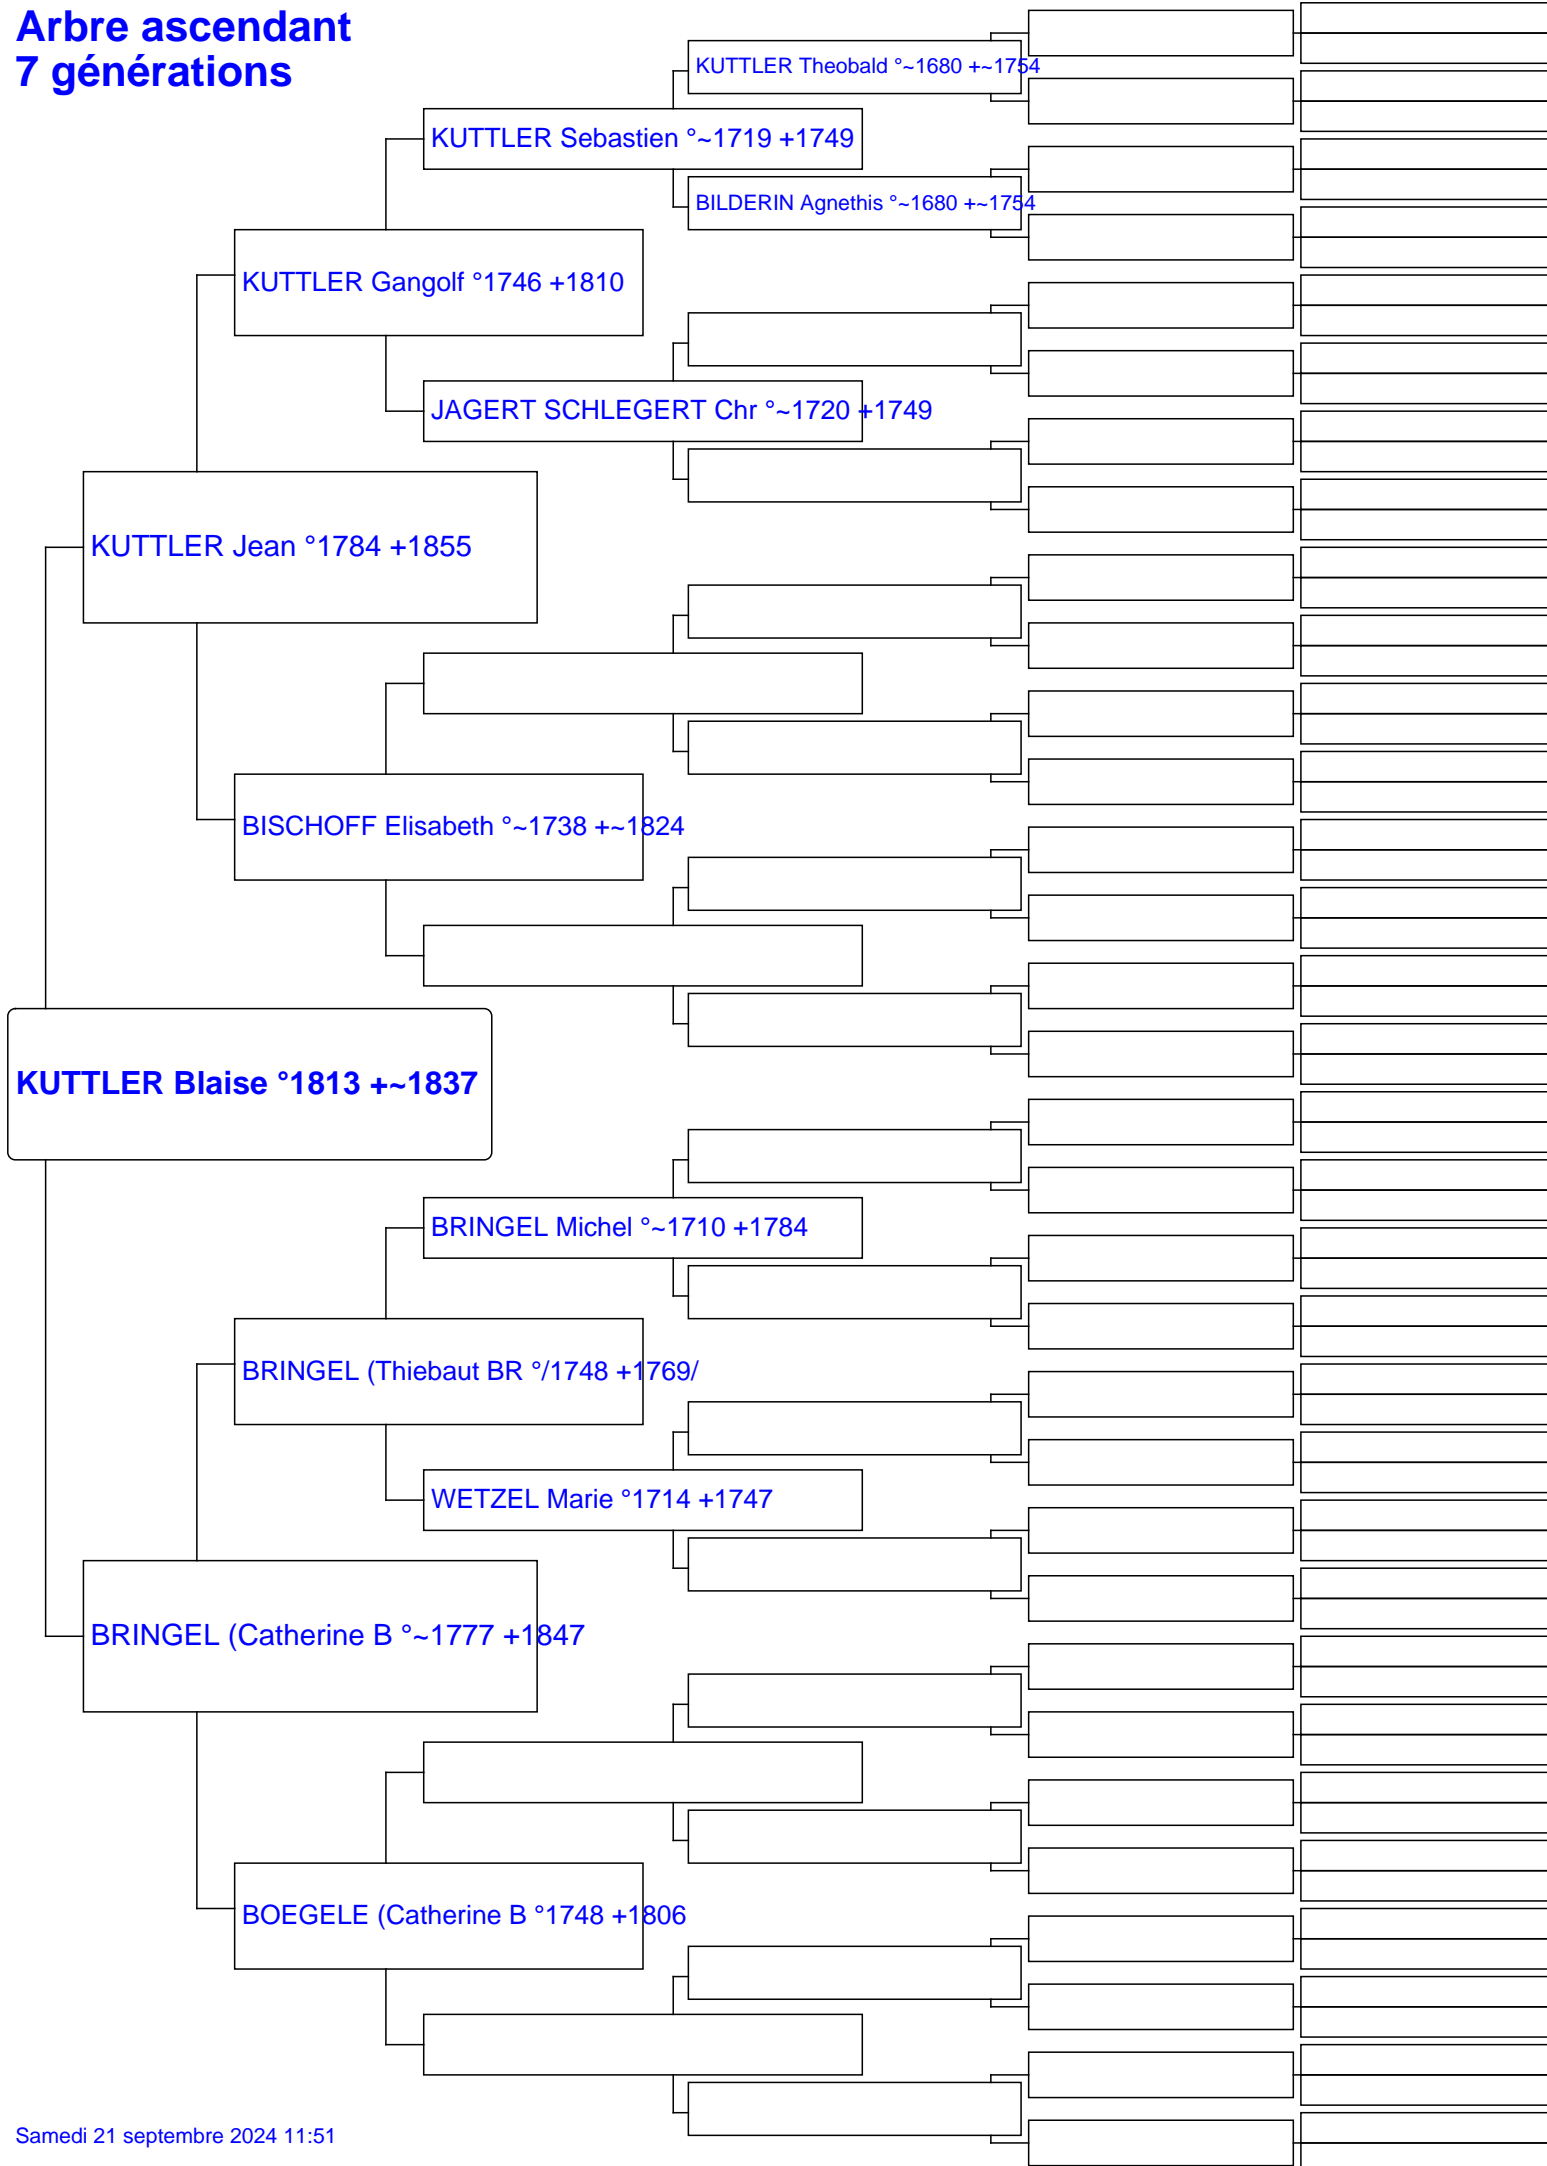 Arbre ascendant
7 générations
KUTTLER Theobald °~1680 +~1754
KUTTLER Sebastien °~1719 +1749
BILDERIN Agnethis °~1680 +~1754
KUTTLER Gangolf °1746 +1810
JAGERT SCHLEGERT Chr °~1720 +1749
KUTTLER Jean °1784 +1855
BISCHOFF Elisabeth °~1738 +~1824
KUTTLER Blaise °1813 +~1837
BRINGEL Michel °~1710 +1784
BRINGEL (Thiebaut BR °/1748 +1769/
WETZEL Marie °1714 +1747
BRINGEL (Catherine B °~1777 +1847
BOEGELE (Catherine B °1748 +1806
Samedi 21 septembre 2024 11:51